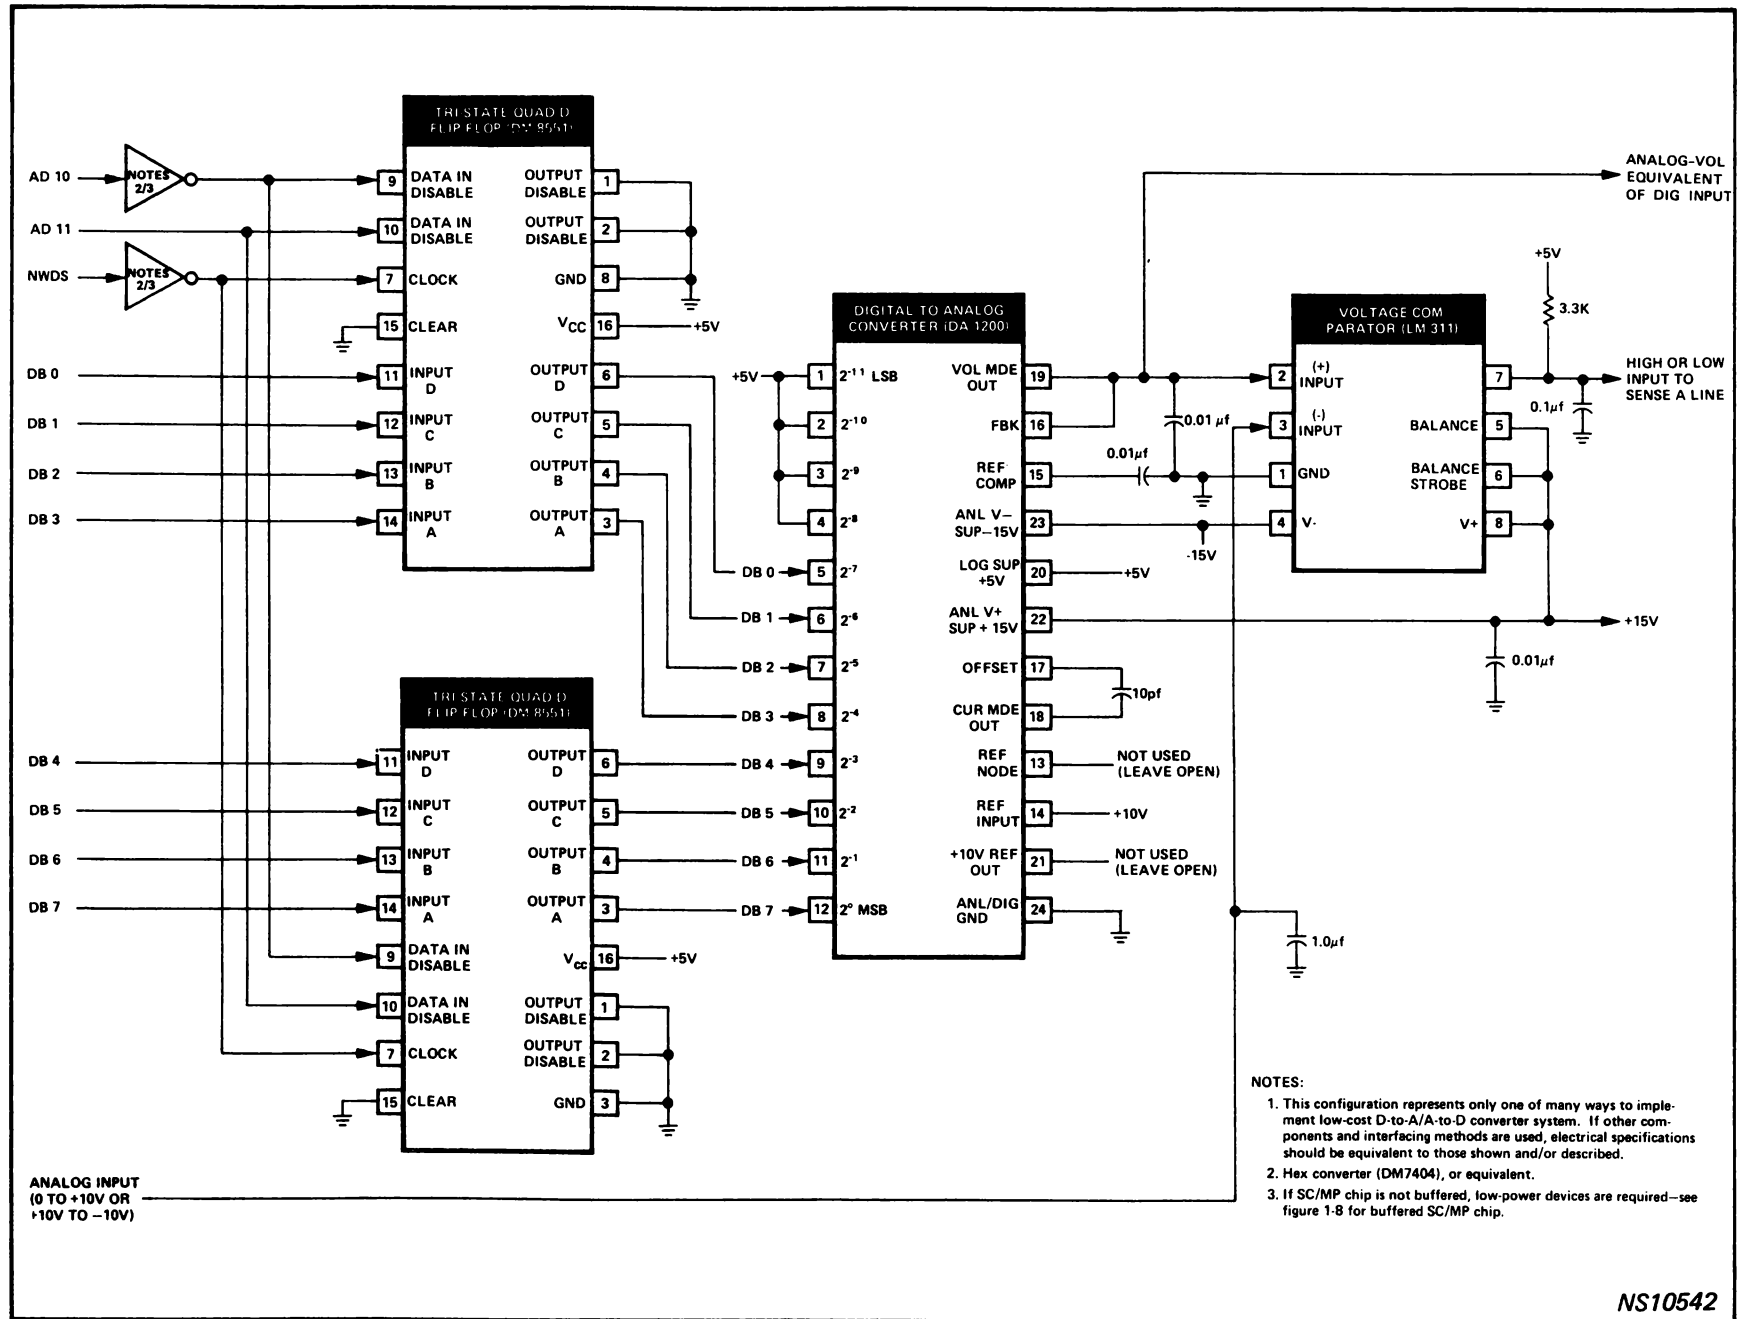 TRI STATE QUAD D
FLIP FLOP (DM 8551)
AD 10
NOTES
2/3
AD 11
NWDS
NOTES
2/3
DB 0
DB 1
DB 2
DB 3
9 DATA IN
DISABLE
10 DATA IN
DISABLE
7 CLOCK
15 CLEAR
11 INPUT
D
12 INPUT
C
13 INPUT
B
14 INPUT
A
OUTPUT 1
DISABLE
OUTPUT 2
DISABLE
GND 8
VCC 16
+5V
OUTPUT 6
D
OUTPUT 5
C
OUTPUT 4
B
OUTPUT 3
A
TRI STATE QUAD D
FLIP FLOP (DM 8551)
DB 4
DB 5
DB 6
DB 7
11 INPUT
D
12 INPUT
C
13 INPUT
B
14 INPUT
A
9 DATA IN
DISABLE
10 DATA IN
DISABLE
7 CLOCK
15 CLEAR
OUTPUT 6
D
OUTPUT 5
C
OUTPUT 4
B
OUTPUT 3
A
Vcc 16
+5V
OUTPUT 1
DISABLE
OUTPUT 2
DISABLE
GND 3
DIGITAL TO ANALOG
CONVERTER (DA 1200)
+5V
1 2-11 LSB
2 2-10
3 2-9
4 2-8
DB 0 5 2-7
DB 1 6 2-6
DB 2 7 2-5
DB 3 8 2-4
DB 4 9 2-3
DB 5 10 2-2
DB 6 11 2-1
DB 7 12 2° MSB
VOL MDE 19
OUT
FBK 16
REF 15
COMP
ANL V– 23
SUP–15V
LOG SUP 20
+5V
+5V
ANL V+ 22
SUP + 15V
OFFSET 17
CUR MDE 18
OUT
10pf
REF 13
NODE
NOT USED
(LEAVE OPEN)
REF 14
INPUT
+10V
+10V REF 21
OUT
NOT USED
(LEAVE OPEN)
ANL/DIG 24
GND
0.01 μf
0.01μf
-15V
VOLTAGE COM
PARATOR (LM 311)
2 (+)
INPUT
3 (-)
INPUT
1 GND
4 V-
7
BALANCE 5
BALANCE 6
STROBE
V+ 8
ANALOG-VOL
EQUIVALENT
OF DIG INPUT
+5V
3.3K
HIGH OR LOW
INPUT TO
SENSE A LINE
0.1μf
+15V
0.01μf
1.0μf
ANALOG INPUT
(0 TO +10V OR
+10V TO –10V)
NOTES:
1. This configuration represents only one of many ways to imple-
ment low-cost D-to-A/A-to-D converter system. If other com-
ponents and interfacing methods are used, electrical specifications
should be equivalent to those shown and/or described.
2. Hex converter (DM7404), or equivalent.
3. If SC/MP chip is not buffered, low-power devices are required—see
figure 1-8 for buffered SC/MP chip.
NS10542